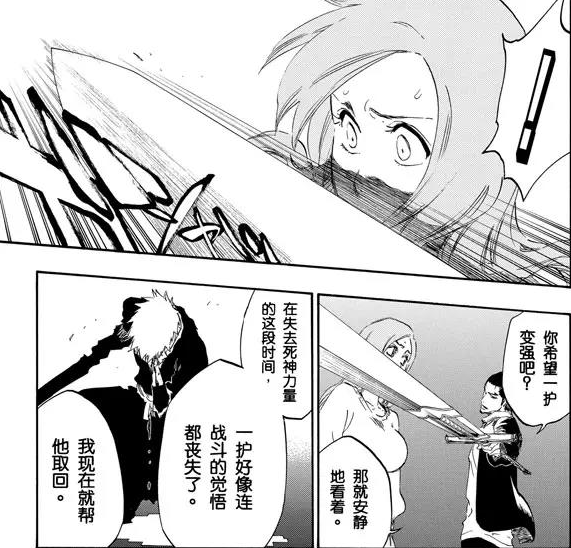 !
你希望一护
变强吧？
那就安静
地看着。
在失去死神力量
的这段时间，
一护好像连
战斗的觉悟
都丧失了。
我现在就帮
他取回。